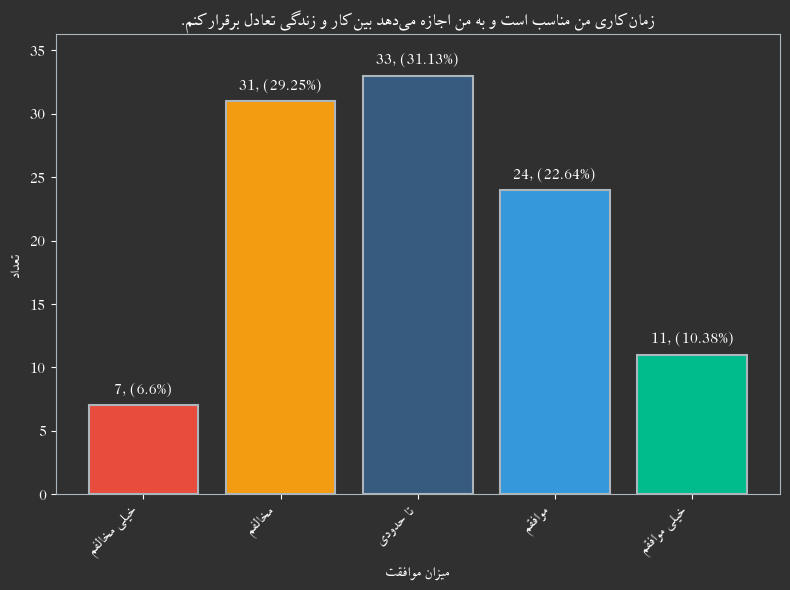 زمان کاری من مناسب است و به من اجازه می‌دهد بین کار و زندگی تعادل برقرار کنم.
35
30
25
20
15
10
5
0
تعداد
7, (6.6%)
31, (29.25%)
33, (31.13%)
24, (22.64%)
11, (10.38%)
خیلی مخالفم
مخالفم
تا حدودی
موافقم
خیلی موافقم
میزان موافقت